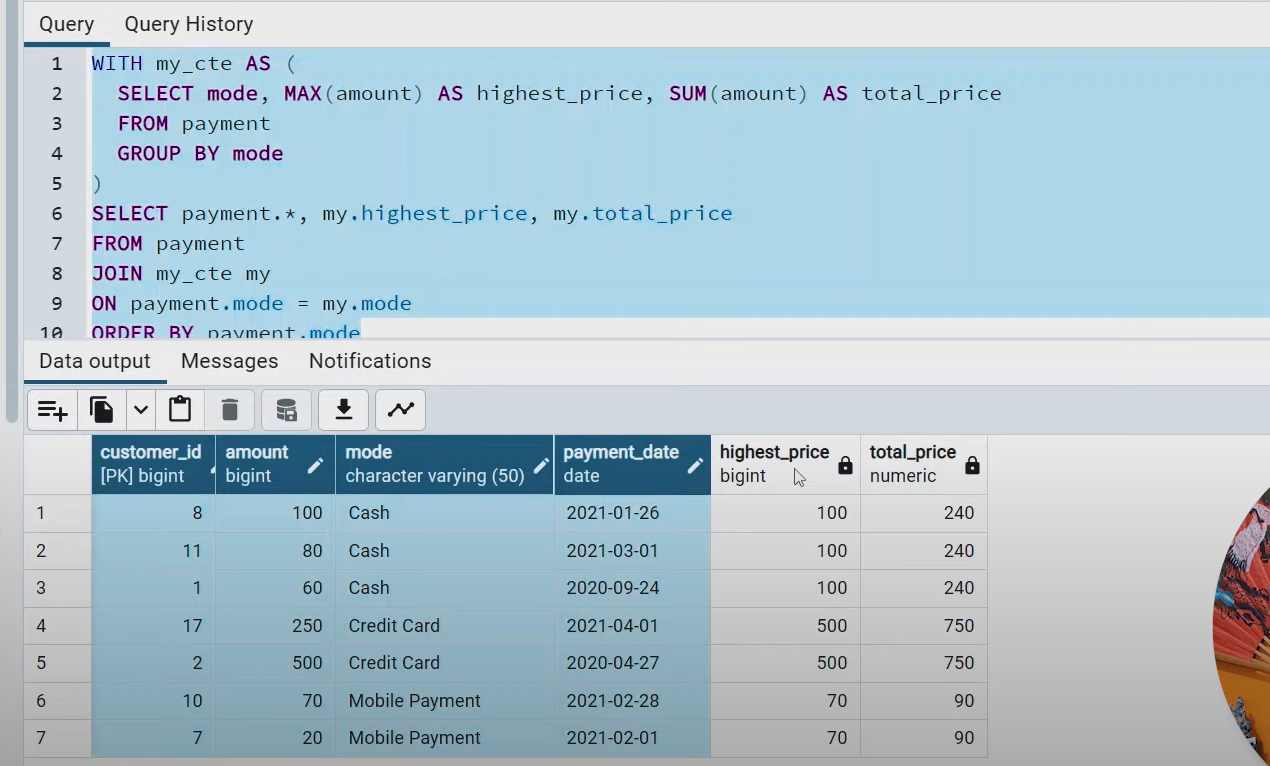 Query Query History
1 WITH my_cte AS (
2 SELECT mode, MAX(amount) AS highest_price, SUM(amount) AS total_price
3 FROM payment
4 GROUP BY mode
5 )
6 SELECT payment.*, my.highest_price, my.total_price
7 FROM payment
8 JOIN my_cte my
9 ON payment.mode = my.mode
10 ORDER BY payment.mode
Data output Messages Notifications
customer_id amount mode payment_date highest_price total_price
[PK] bigint bigint character varying (50) date bigint numeric
1 8 100 Cash 2021-01-26 100 240
2 11 80 Cash 2021-03-01 100 240
3 1 60 Cash 2020-09-24 100 240
4 17 250 Credit Card 2021-04-01 500 750
5 2 500 Credit Card 2020-04-27 500 750
6 10 70 Mobile Payment 2021-02-28 70 90
7 7 20 Mobile Payment 2021-02-01 70 90